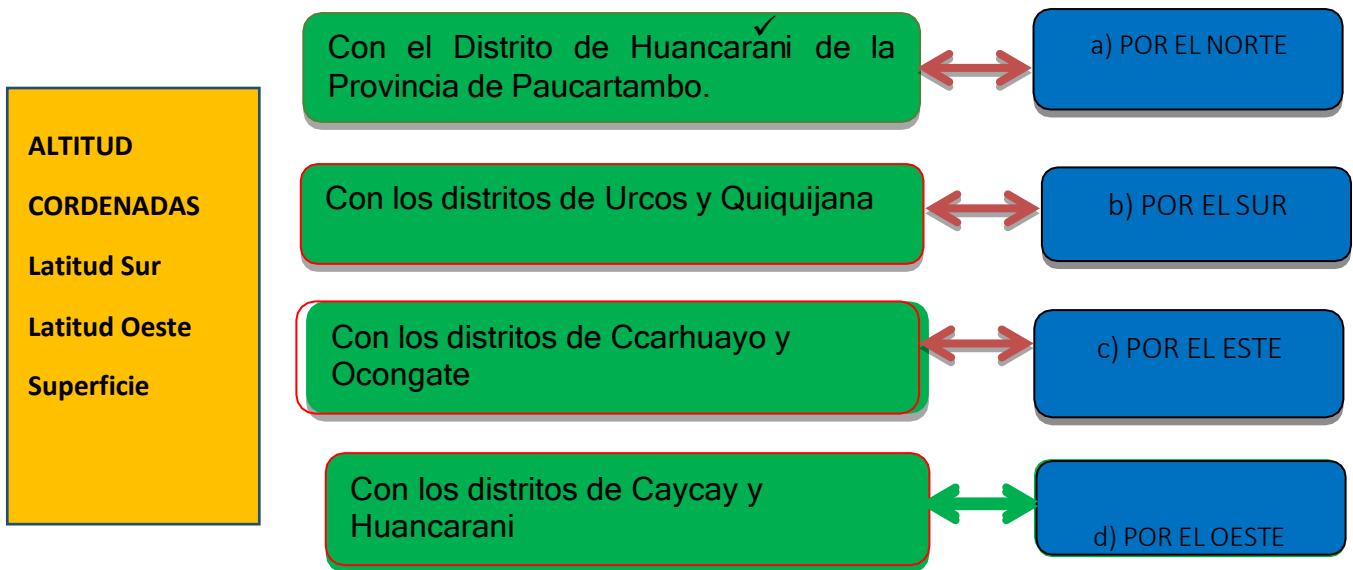 ALTITUD
CORDENADAS
Latitud Sur
Latitud Oeste
Superficie
Con el Distrito de Huancarani de la
Provincia de Paucartambo.
a) POR EL NORTE
Con los distritos de Urcos y Quiquijana
b) POR EL SUR
Con los distritos de Ccarhuayo y
Ocongate
c) POR EL ESTE
Con los distritos de Caycay y
Huancarani
d) POR EL OESTE